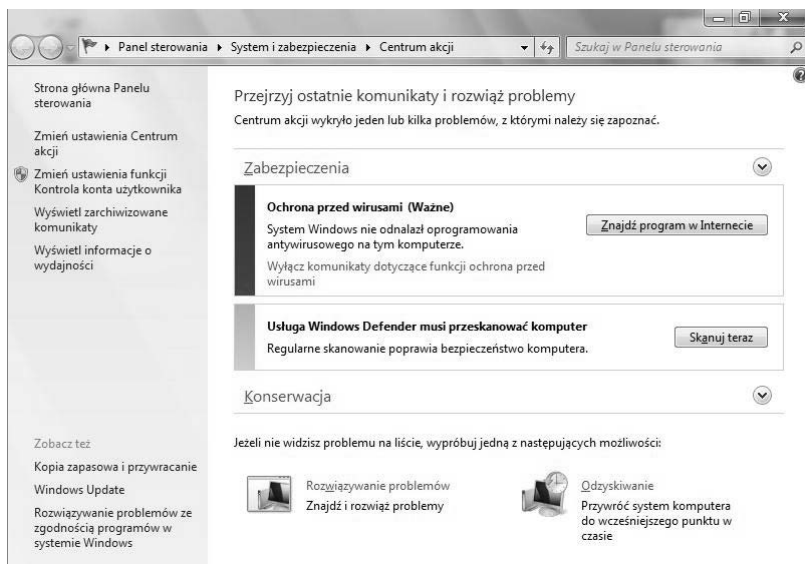 Panel sterowania ▸ System i zabezpieczenia ▸ Centrum akcji
Szukaj w Panelu sterowania
Strona główna Panelu
sterowania
Zmień ustawienia Centrum
akcji
Zmień ustawienia funkcji
Kontrola konta użytkownika
Wyświetl zarchiwizowane
komunikaty
Wyświetl informacje o
wydajności
Przejrzyj ostatnie komunikaty i rozwiąż problemy
Centrum akcji wykryło jeden lub kilka problemów, z którymi należy się zapoznać.
Zabezpieczenia
Ochrona przed wirusami (Ważne)
System Windows nie odnalazł oprogramowania
antywirusowego na tym komputerze.
Znajdź program w Internecie
Wyłącz komunikaty dotyczące funkcji ochrona przed
wirusami
Usługa Windows Defender musi przeskanować komputer
Regularne skanowanie poprawia bezpieczeństwo komputera.
Skanuj teraz
Konserwacja
Jeżeli nie widzisz problemu na liście, wypróbuj jedną z następujących możliwości:
Rozwiązywanie problemów
Znajdź i rozwiąż problemy
Odzyskiwanie
Przywróć system komputera
do wcześniejszego punktu w
czasie
Zobacz też
Kopia zapasowa i przywracanie
Windows Update
Rozwiązywanie problemów ze
zgodnością programów w
systemie Windows